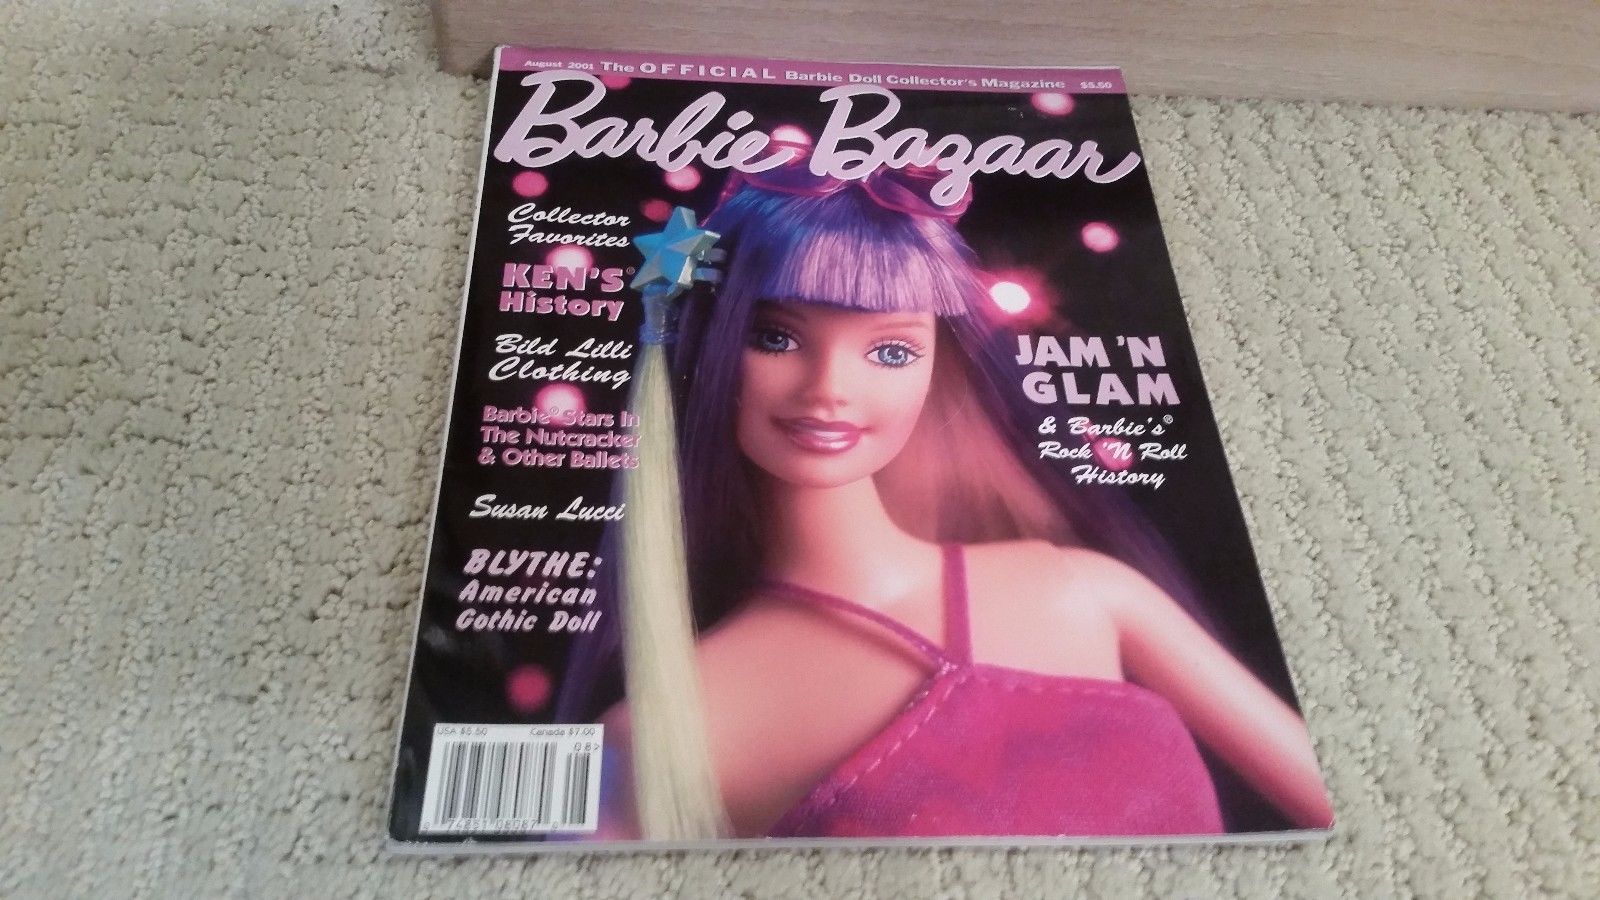 August 2001 The OFFICIAL Barbie Doll Collector's Magazine $5.50
Barbie Bazaar
Collector
Favorites
KEN'S®
History
Bild Lilli
Clothing
Barbie® Stars In
The Nutcracker
& Other Ballets
Susan Lucci
BLYTHE:
American
Gothic Doll
JAM 'N
GLAM
& Barbie's®
Rock 'N Roll
History
USA $5.50 Canada $7.00
08>